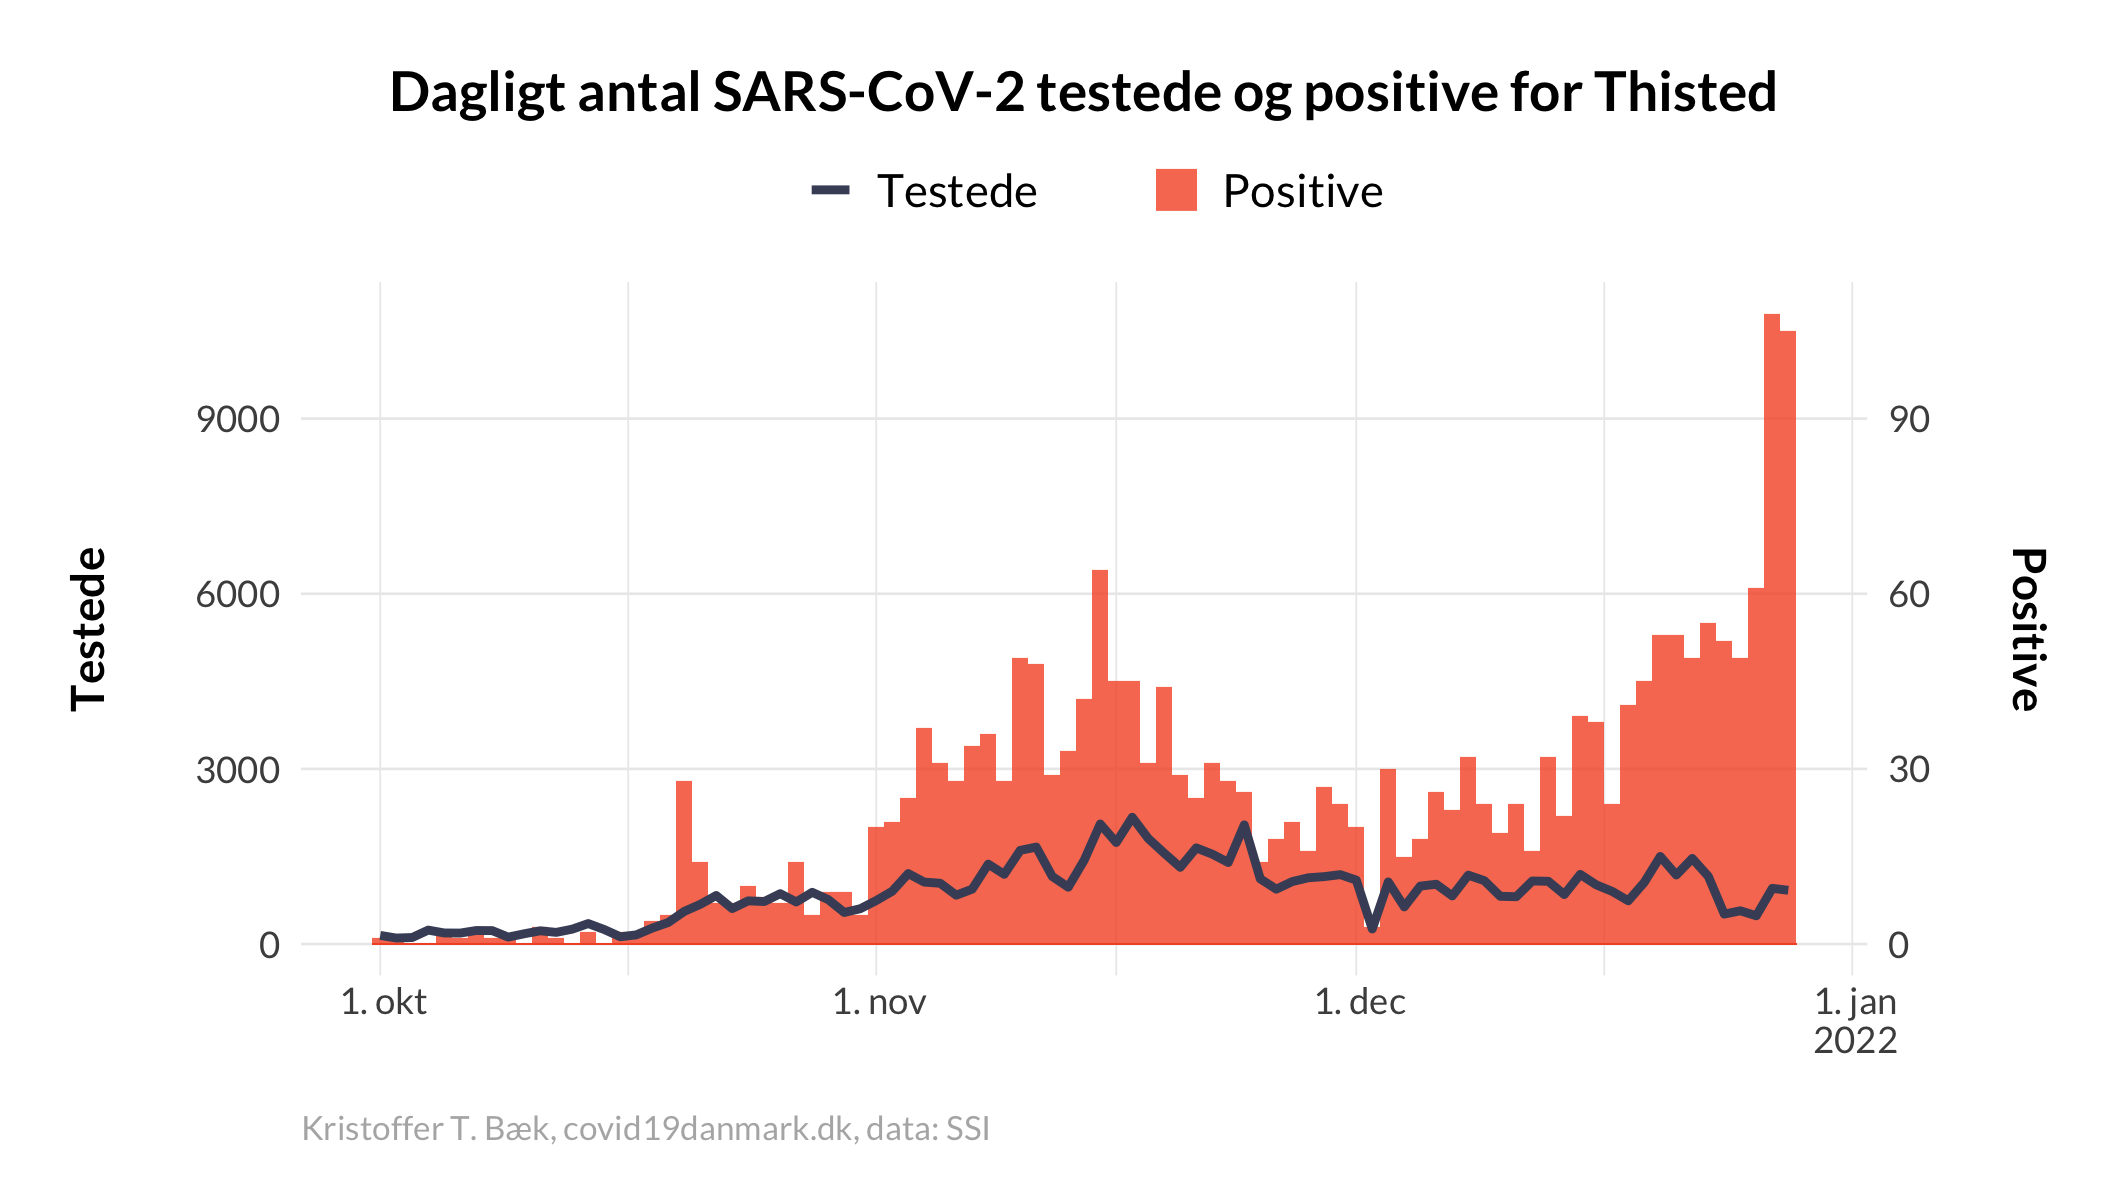 Dagligt antal SARS-CoV-2 testede og positive for Thisted
Testede
Positive
9000
6000
3000
0
Testede
90
60
30
0
Positive
1. okt
1. nov
1. dec
1. jan
2022
Kristoffer T. Bæk, covid19danmark.dk, data: SSI